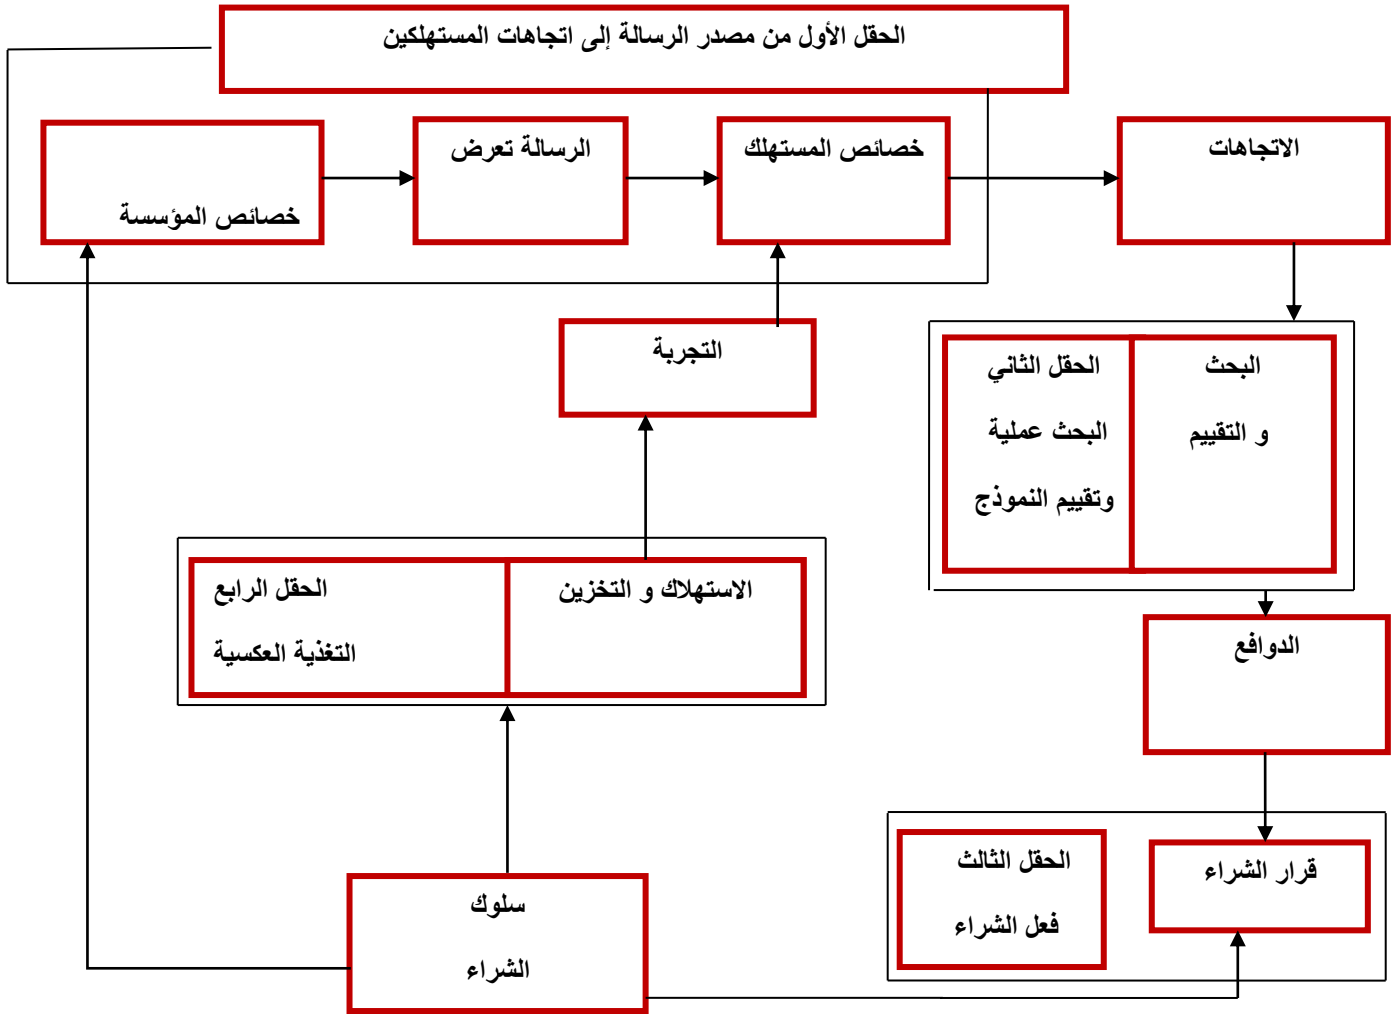 الحقل الأول من مصدر الرسالة إلى اتجاهات المستهلكين
خصائص المؤسسة
الرسالة تعرض
خصائص المستهلك
الاتجاهات
التجربة
البحث
و التقييم
الحقل الثاني
البحث عملية
وتقييم النموذج
الاستهلاك و التخزين
الحقل الرابع
التغذية العكسية
الدوافع
قرار الشراء
الحقل الثالث
فعل الشراء
سلوك
الشراء